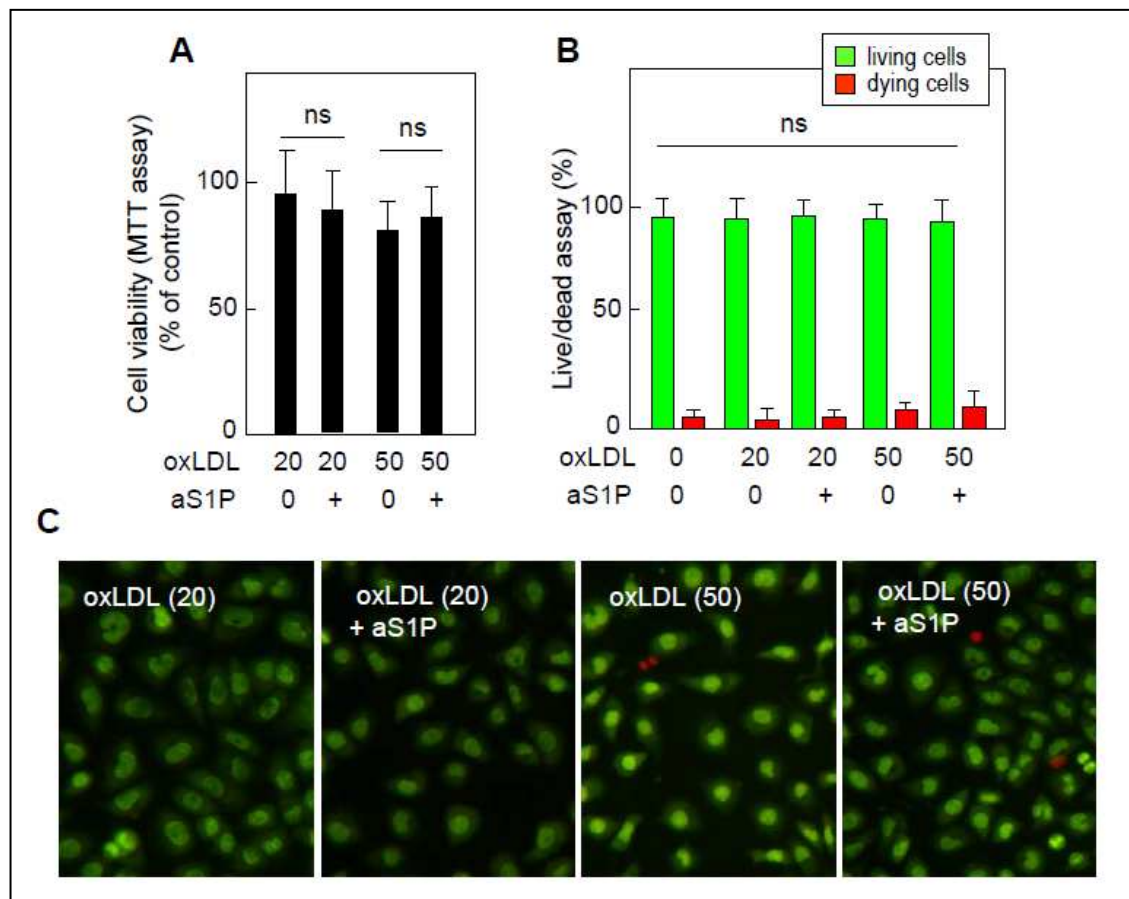 A
Cell viability (MTT assay)
(% of control)
100
50
0
ns
ns
oxLDL 20 20 50 50
aS1P 0 + 0 +
B
living cells
dying cells
Live/dead assay (%)
100
50
0
ns
oxLDL 0 20 20 50 50
aS1P 0 0 + 0 +
C
oxLDL (20)
oxLDL (20)
+ aS1P
oxLDL (50)
oxLDL (50)
+ aS1P